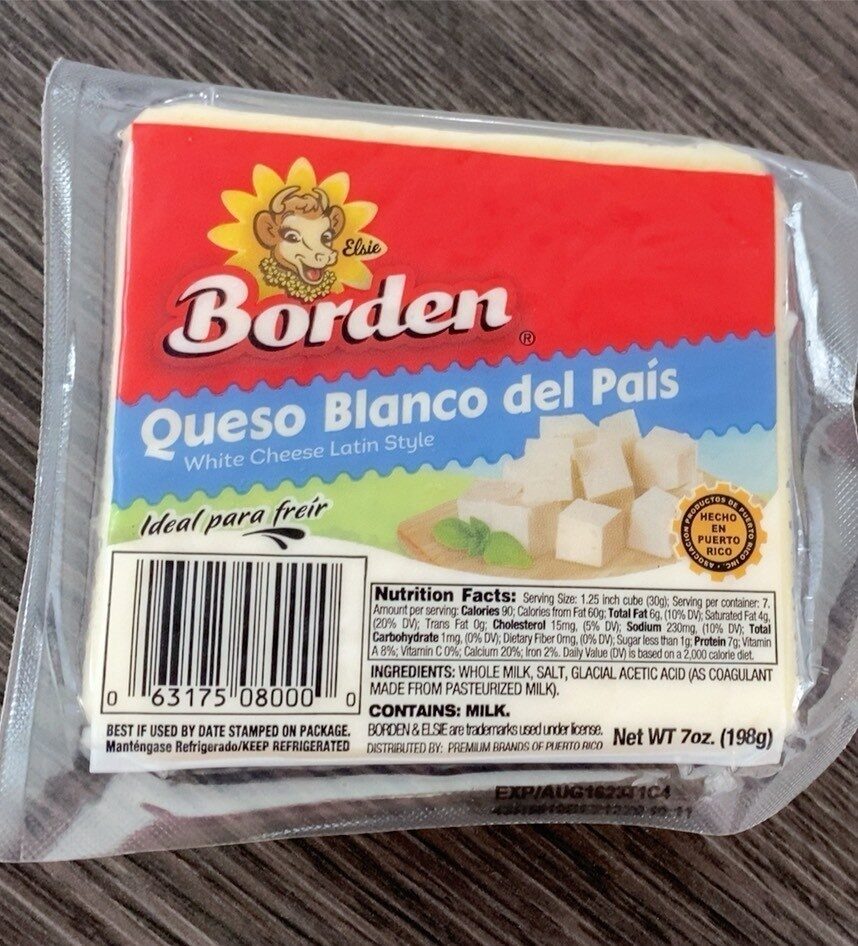 Elsie
Borden®
Queso Blanco del País
White Cheese Latin Style
Ideal para freír
ASOCIACION PRODUCTOS DE PUERTO RICO INC.
HECHO
EN
PUERTO
RICO
Nutrition Facts: Serving Size: 1.25 inch cube (30g); Serving per container: 7.
Amount per serving: Calories 90; Calories from Fat 60g; Total Fat 6g, (10% DV); Saturated Fat 4g,
(20% DV); Trans Fat 0g; Cholesterol 15mg, (5% DV); Sodium 230mg, (10% DV); Total
Carbohydrate 1mg, (0% DV); Dietary Fiber 0mg, (0% DV); Sugar less than 1g; Protein 7g; Vitamin
A 8%; Vitamin C 0%; Calcium 20%; Iron 2%. Daily Value (DV) is based on a 2,000 calorie diet.
INGREDIENTS: WHOLE MILK, SALT, GLACIAL ACETIC ACID (AS COAGULANT
MADE FROM PASTEURIZED MILK).
CONTAINS: MILK.
BORDEN & ELSIE are trademarks used under license.
DISTRIBUTED BY: PREMIUM BRANDS OF PUERTO RICO
Net WT 7oz. (198g)
0 63175 08000 0
BEST IF USED BY DATE STAMPED ON PACKAGE.
Manténgase Refrigerado/KEEP REFRIGERATED